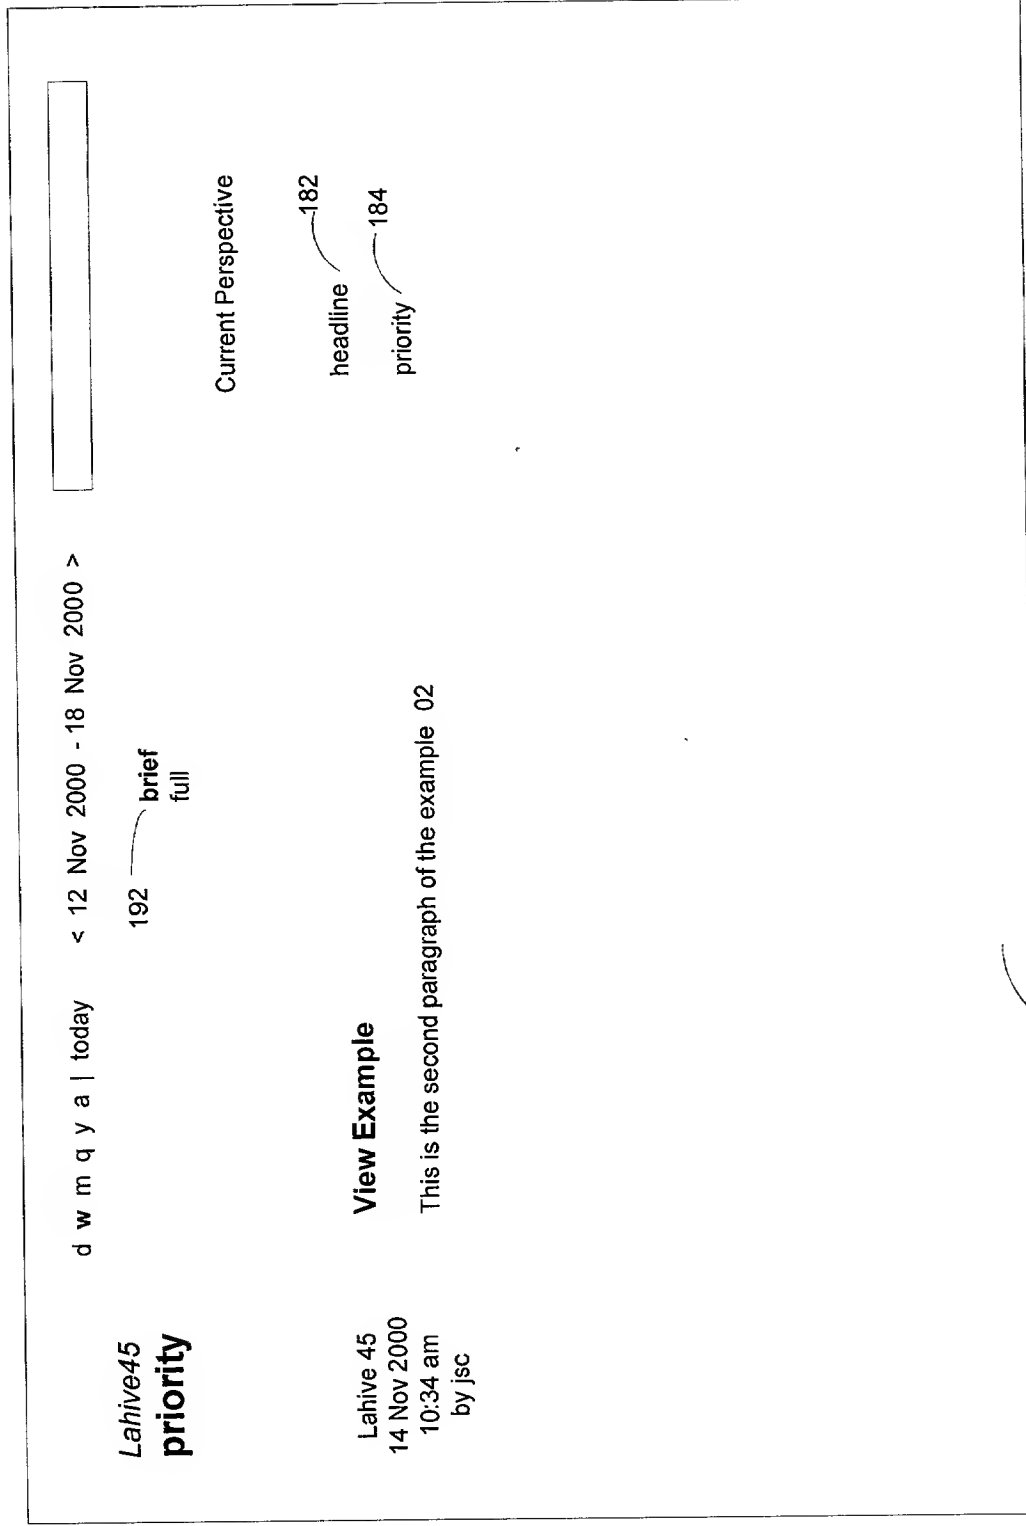 d w m q y a | today < 12 Nov 2000 - 18 Nov 2000 >
Lahive45
priority
192
brief
full
Current Perspective
182
headline
184
priority
Lahive 45
14 Nov 2000
10:34 am
by jsc
View Example
This is the second paragraph of the example 02